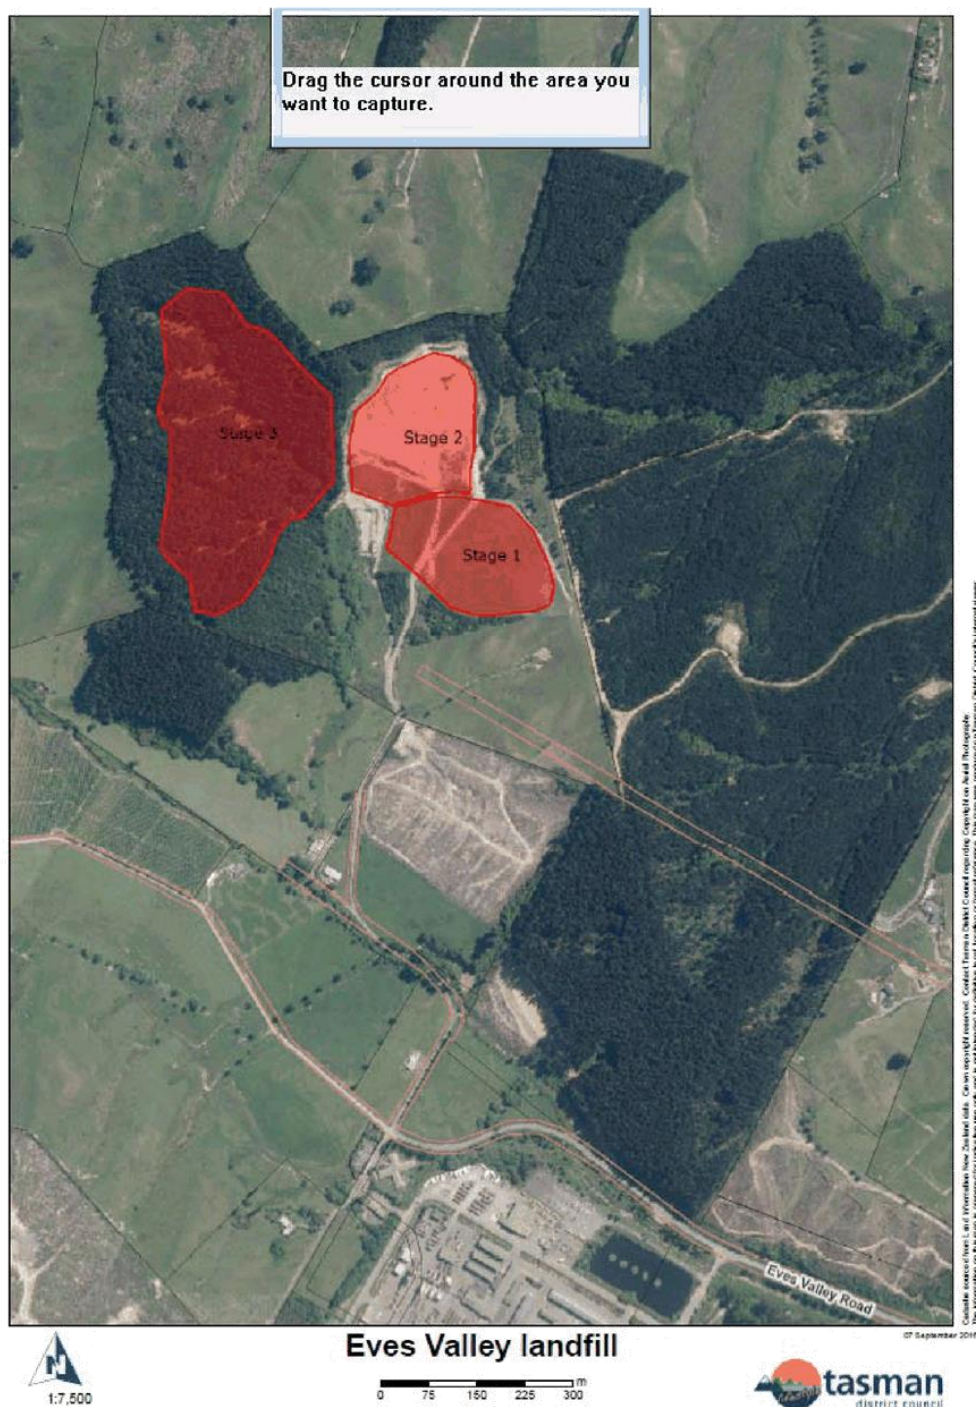 Drag the cursor around the area you
want to capture.
Stage 3
Stage 2
Stage 1
Eves Valley Road
07 September 2016
Eves Valley landfill
N
1:7,500
m
0 75 150 225 300
tasman
district council